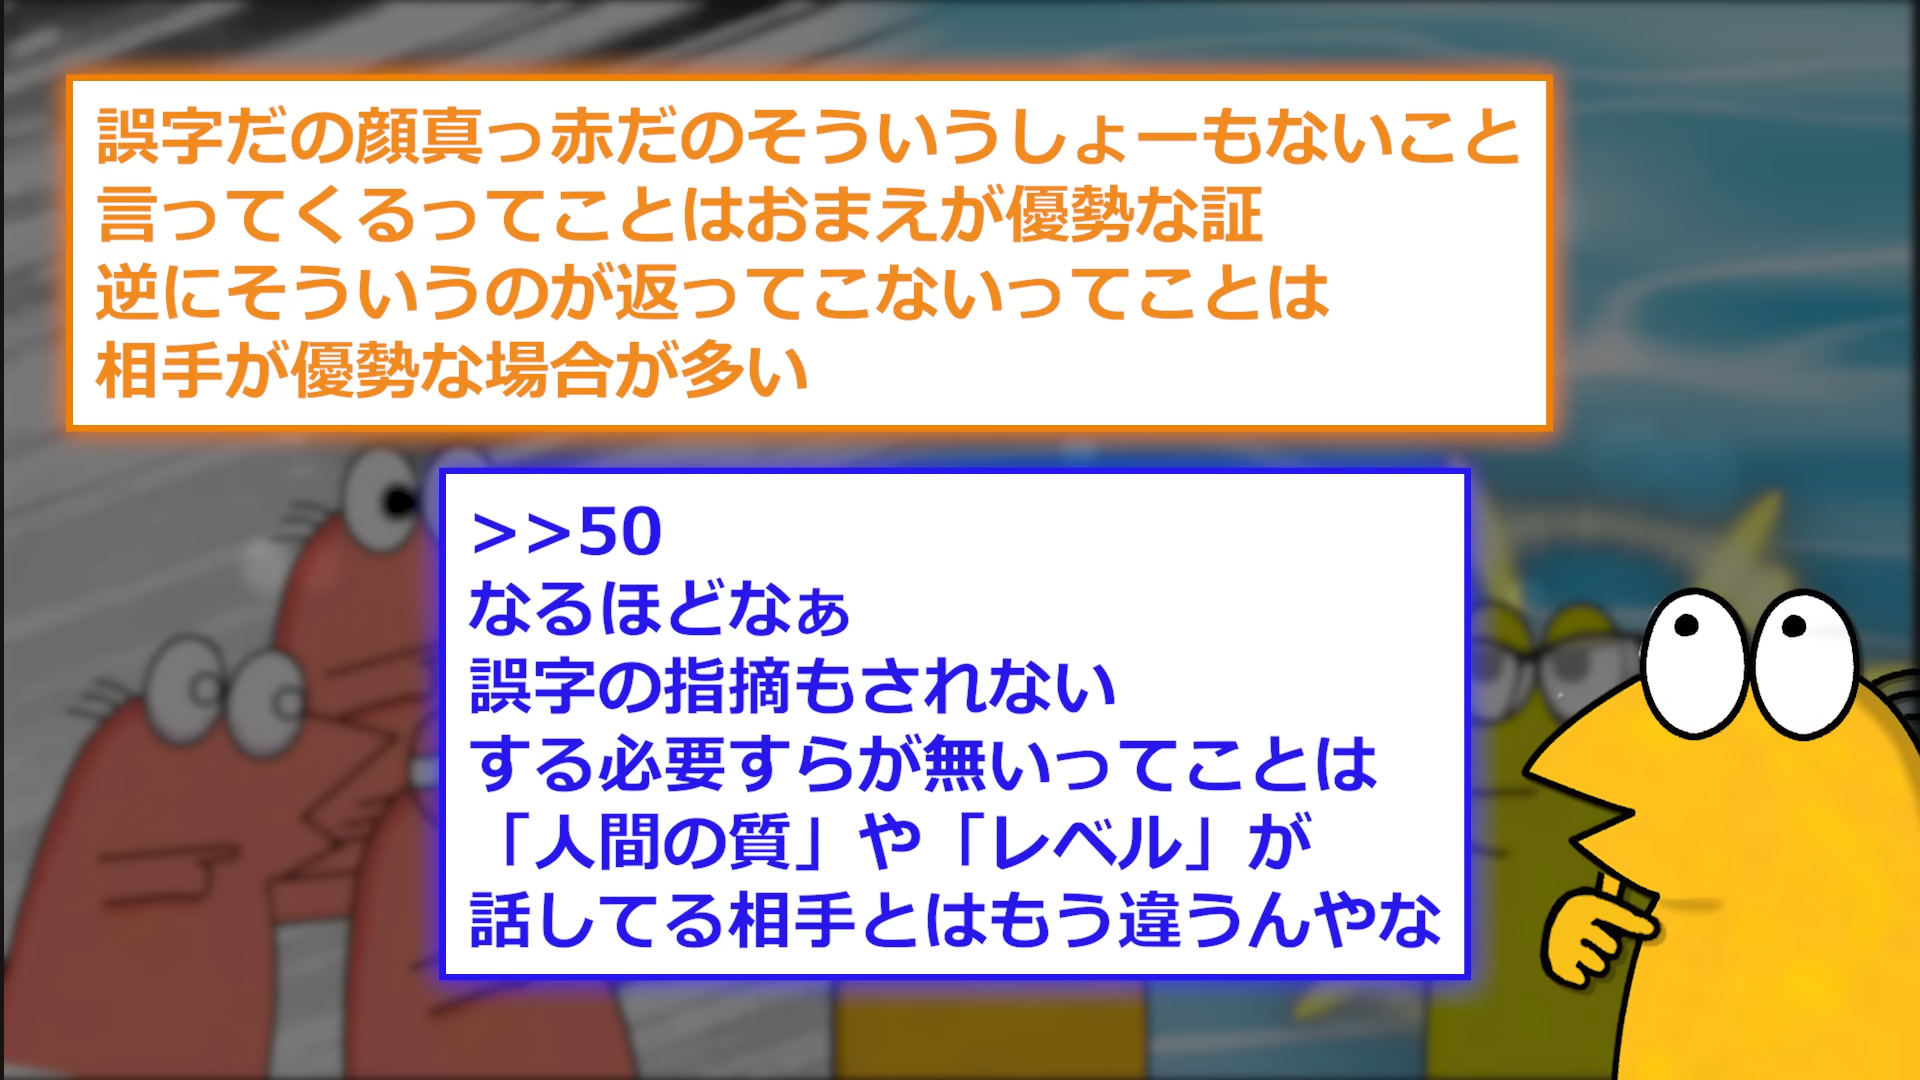 誤字だの顔真っ赤だのそういうしょーもないこと
言ってくるってことはおまえが優勢な証
逆にそういうのが返ってこないってことは
相手が優勢な場合が多い
>>50
なるほどなぁ
誤字の指摘もされない
する必要すらが無いってことは
「人間の質」や「レベル」が
話してる相手とはもう違うんやな